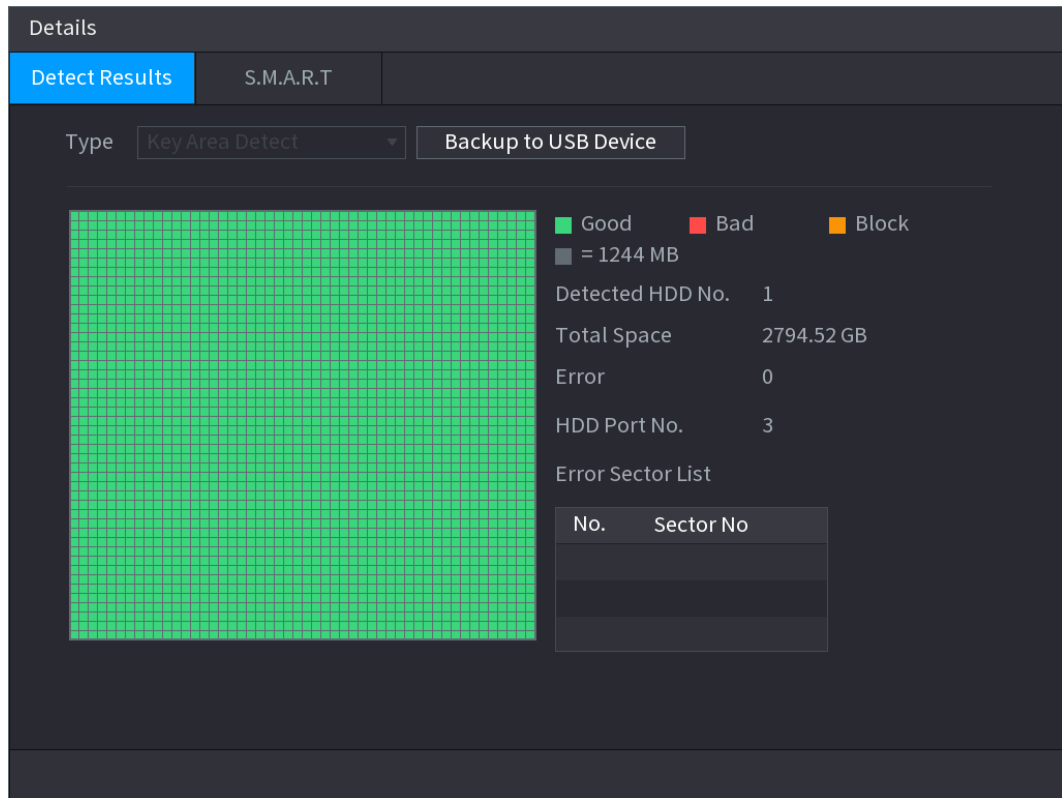 Details
Detect Results S.M.A.R.T
Type Key Area Detect Backup to USB Device
Good Bad Block
= 1244 MB
Detected HDD No. 1
Total Space 2794.52 GB
Error 0
HDD Port No. 3
Error Sector List
No. Sector No